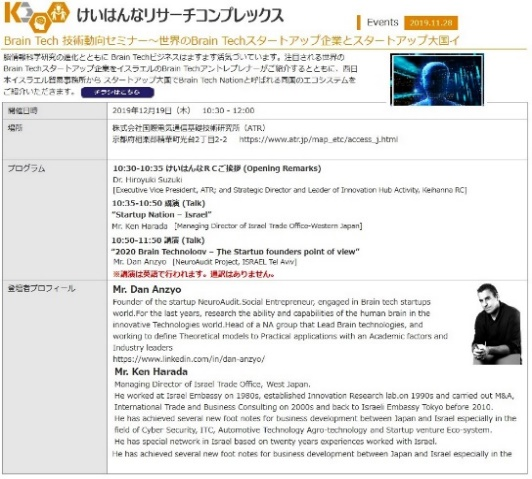 けいはんなリサーチコンプレックス
Events 2019.11.28
Brain Tech 技術動向セミナー～世界のBrain Techスタートアップ企業とスタートアップ大国イ
脳情報科学研究の進化とともに Brain Techビジネスはますます活気づいています。注目される世界の
Brain Techスタートアップ企業をイスラエルのBrain Techアントレプレナーがご紹介するとともに、西日
本イスラエル貿易事務所から スタートアップ大国でBrain Tech Nationと呼ばれる両国のエコシステムを
ご紹介いただきます。 チラシはこちら
開催日時 2019年12月19日（木） 10:30 - 12:00
場所 株式会社国際電気通信基礎技術研究所（ATR）
京都府相楽郡精華町光台2丁目2-2 https://www.atr.jp/map_etc/access_j.html
プログラム 10:30-10:35 けいはんなＲＣご挨拶 (Opening Remarks)
Dr. Hiroyuki Suzuki
[Executive Vice President, ATR; and Strategic Director and Leader of Innovation Hub Activity, Keihanna RC]
10:35-10:50 講演 (Talk)
"Startup Nation – Israel"
Mr. Ken Harada [Managing Director of Israel Trade Office-Western Japan]
10:50-11:50 講演 (Talk)
"2020 Brain Technology – The Startup founders point of view"
Mr. Dan Anzyo [NeuroAudit Project, ISRAEL Tel Aviv]
※講演は英語で行われます。通訳はありません。
登壇者プロフィール Mr. Dan Anzyo
Founder of the startup NeuroAudit.Social Entrepreneur, engaged in Brain tech startups
world.For the last years, research the ability and capabilities of the human brain in the
innovative Technologies world.Head of a NA group that Lead Brain technologies, and
working to define Theoretical models to Practical applications with an Academic factors and
Industry leaders
https://www.linkedin.com/in/dan-anzyo/
Mr. Ken Harada
Managing Director of Israel Trade Office, West Japan.
He worked at Israel Embassy on 1980s, established Innovation Research lab.on 1990s and carried out M&A,
International Trade and Business Consulting on 2000s and back to Israeli Embassy Tokyo before 2010.
He has achieved several new foot notes for business development between Japan and Israel especially in the
field of Cyber Security, ITC, Automotive Technology Agro-technology and Startup venture Eco-system.
He has special network in Israel based on twenty years experiences worked with Israel.
He has achieved several new foot notes for business development between Japan and Israel especially in the